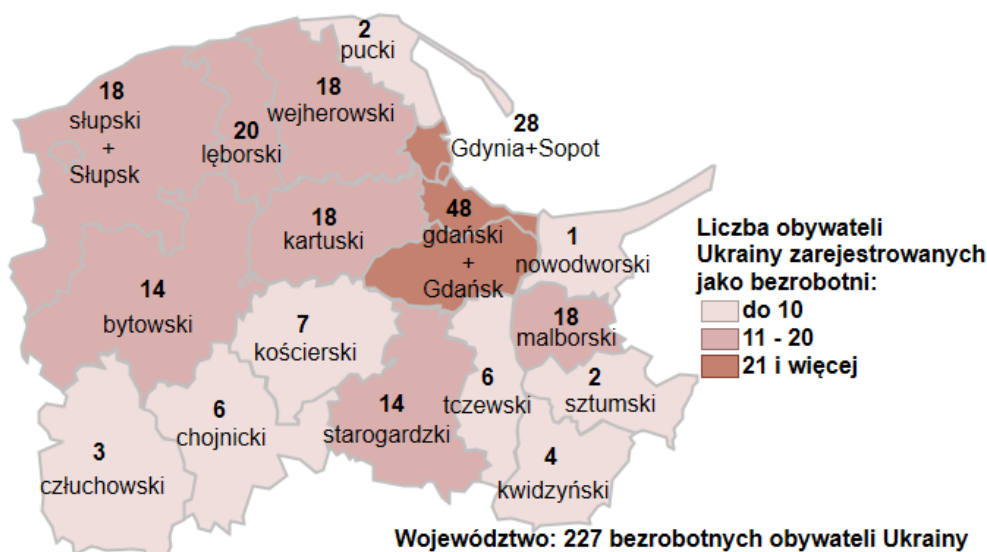 2
pucki
18
słupski
+
Słupsk
18
wejherowski
20
lęborski
28
Gdynia+Sopot
18
kartuski
48
gdański
+
Gdańsk
1
nowodworski
14
bytowski
7
kościerski
18
malborski
6
tczewski
2
sztumski
14
starogardzki
6
chojnicki
3
człuchowski
4
kwidzyński
Liczba obywateli
Ukrainy zarejestrowanych
jako bezrobotni:
do 10
11 - 20
21 i więcej
Województwo: 227 bezrobotnych obywateli Ukrainy